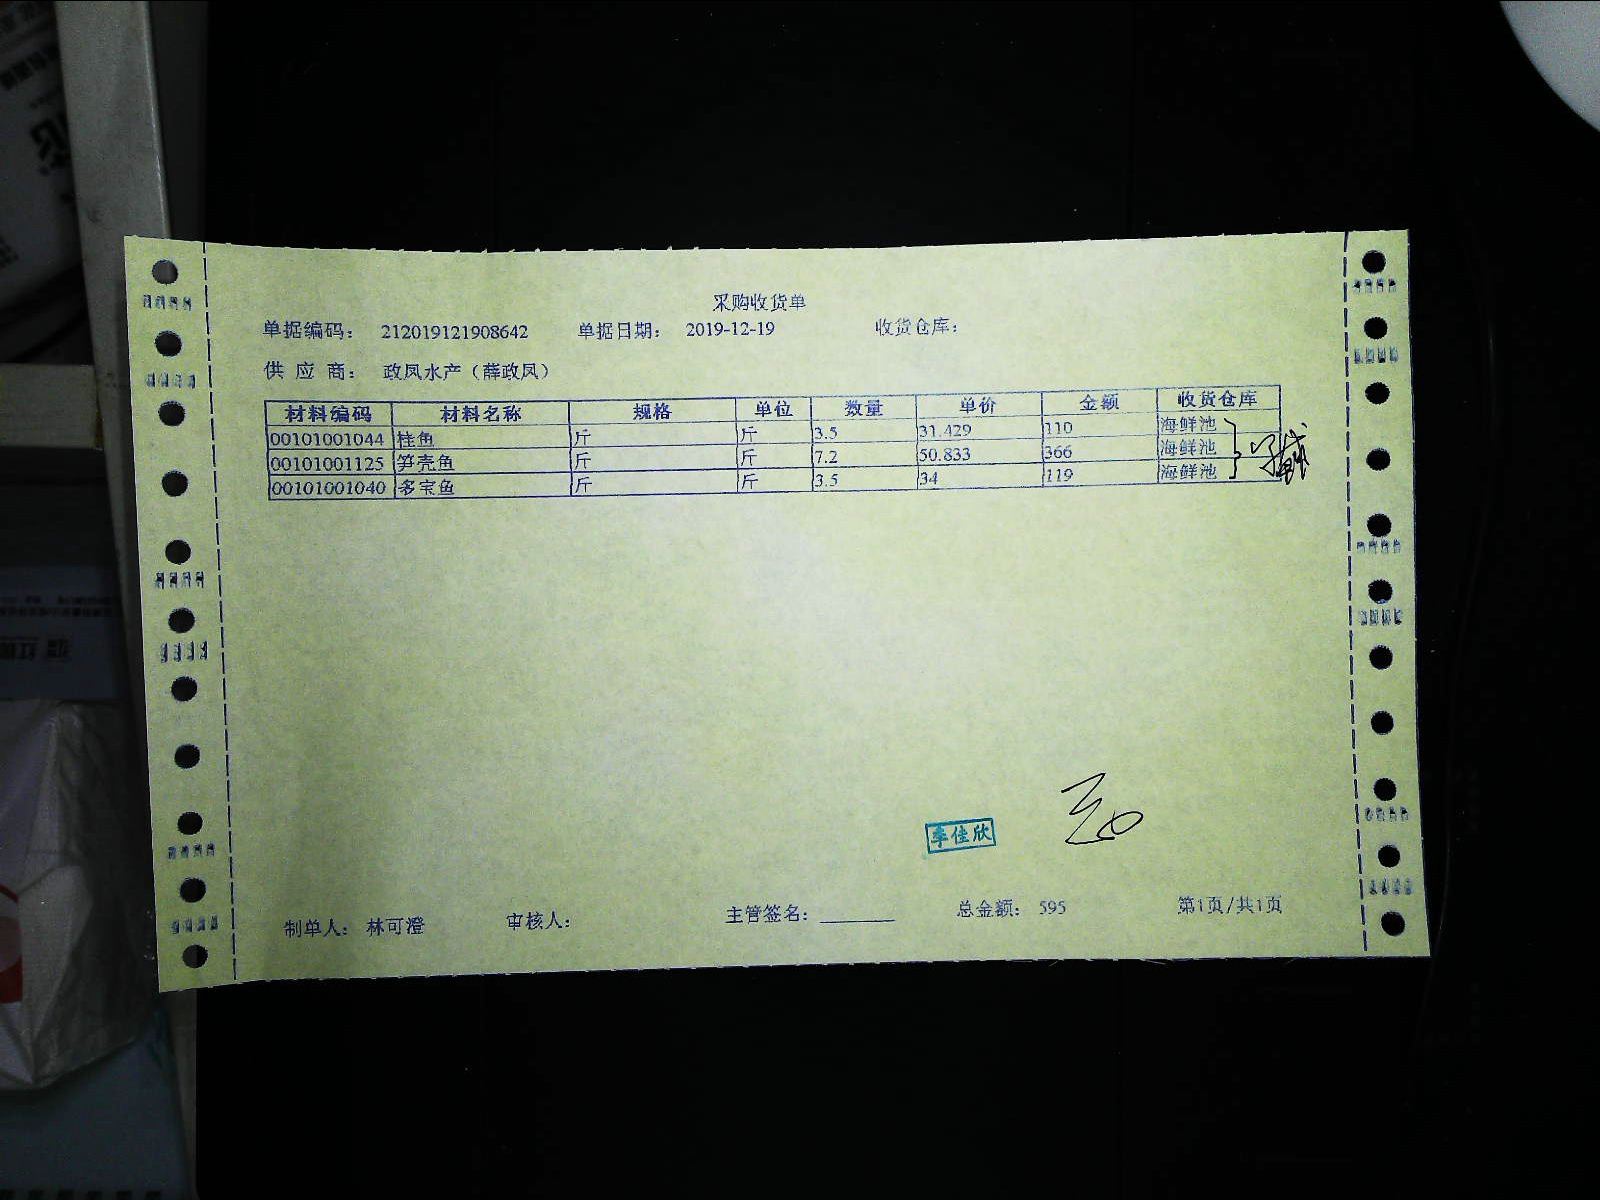 采购收货单
单据编码： 212019121908642 单据日期： 2019-12-19 收货仓库：
供 应 商： 政凤水产（薛政凤）
材料编码 材料名称 规格 单位 数量 单价 金额 收货仓库
00101001044 桂鱼 斤 斤 3.5 31.429 110 海鲜池
00101001125 笋壳鱼 斤 斤 7.2 50.833 366 海鲜池
00101001040 多宝鱼 斤 斤 3.5 34 119 海鲜池
李佳欣
制单人： 林可澄 审核人： 主管签名：________ 总金额： 595 第1页/共1页